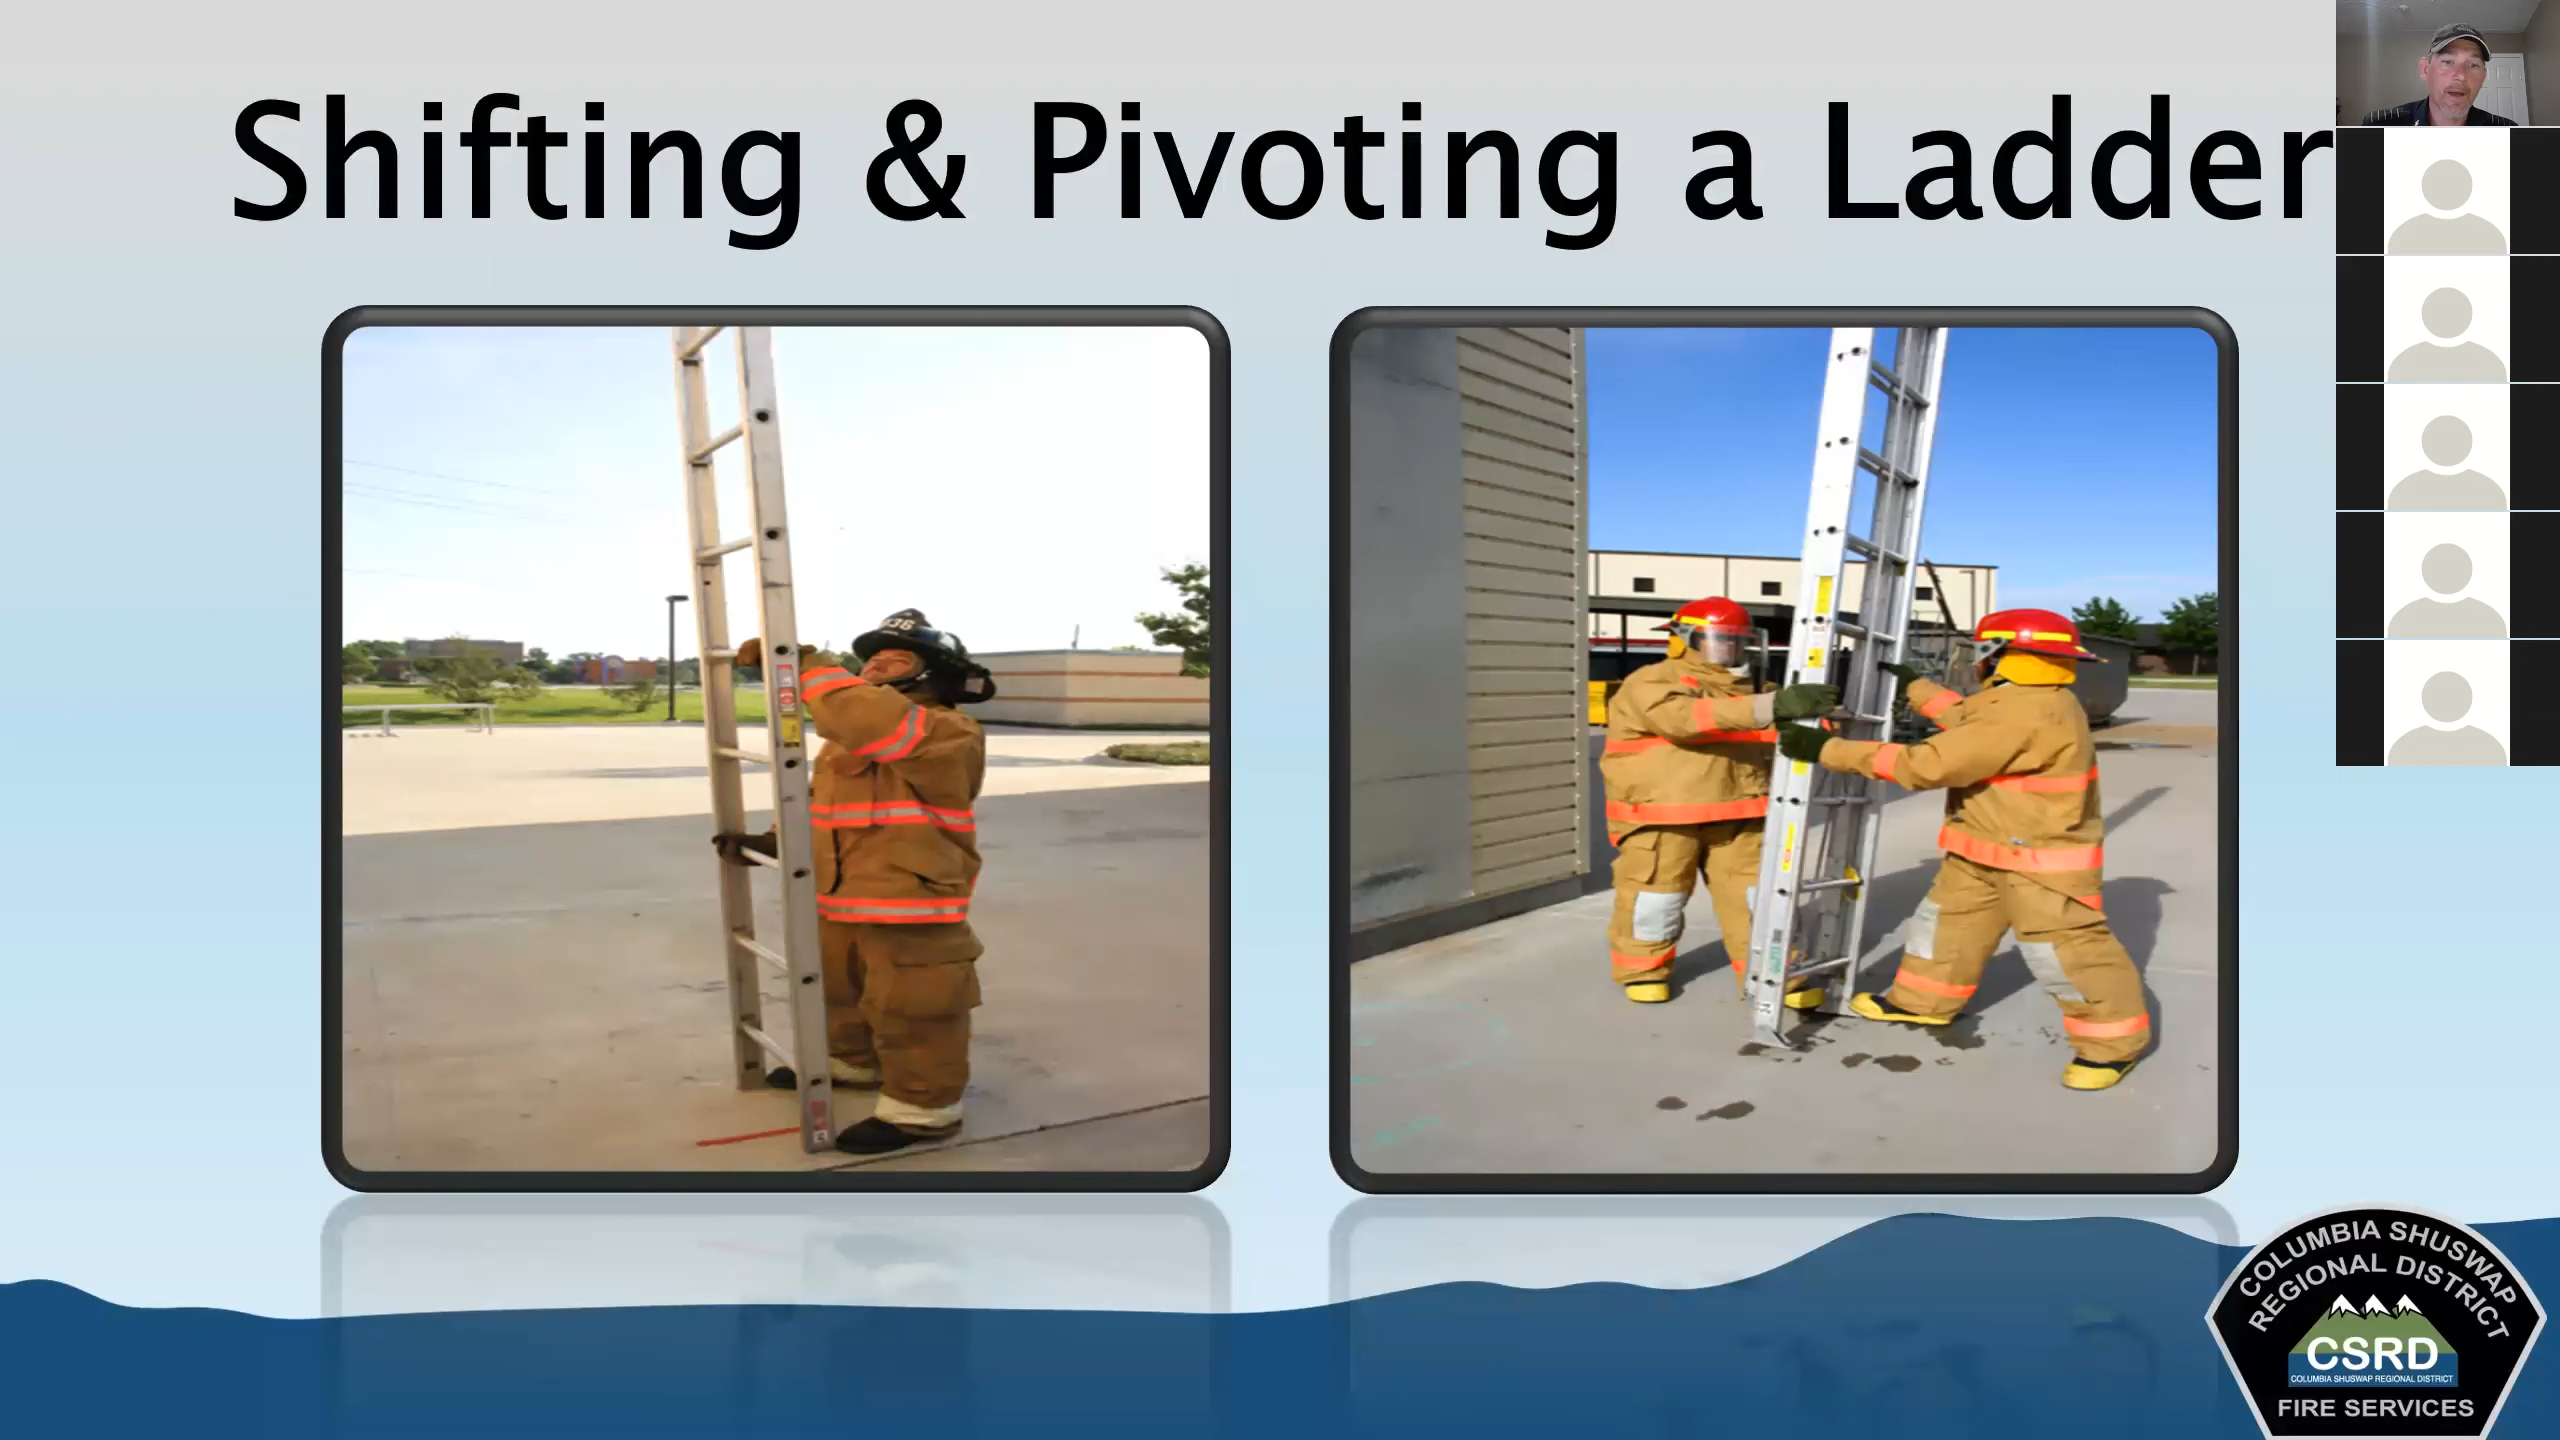 Shifting & Pivoting a Ladder
COLUMBIA SHUSWAP
REGIONAL DISTRICT
CSRD
COLUMBIA SHUSWAP REGIONAL DISTRICT
FIRE SERVICES